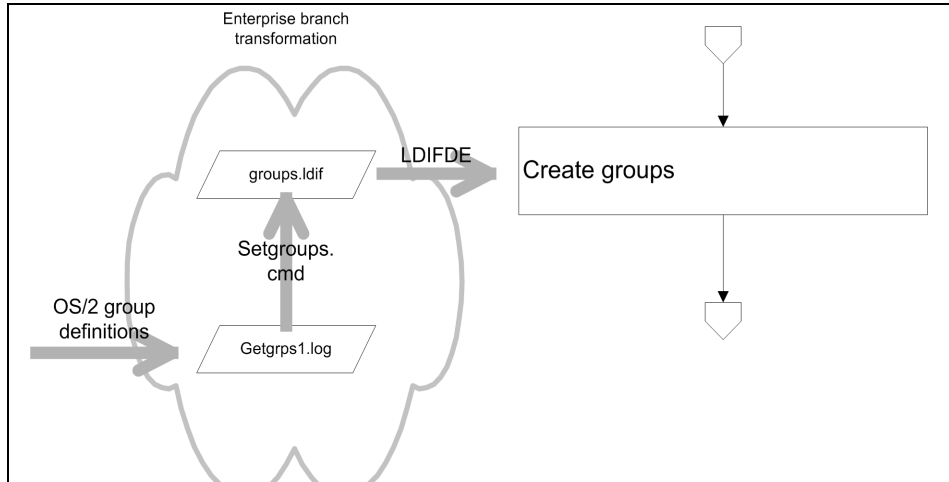 Enterprise branch
transformation
groups.ldif
LDIFDE
Create groups
Setgroups.
cmd
OS/2 group
definitions
Getgrps1.log